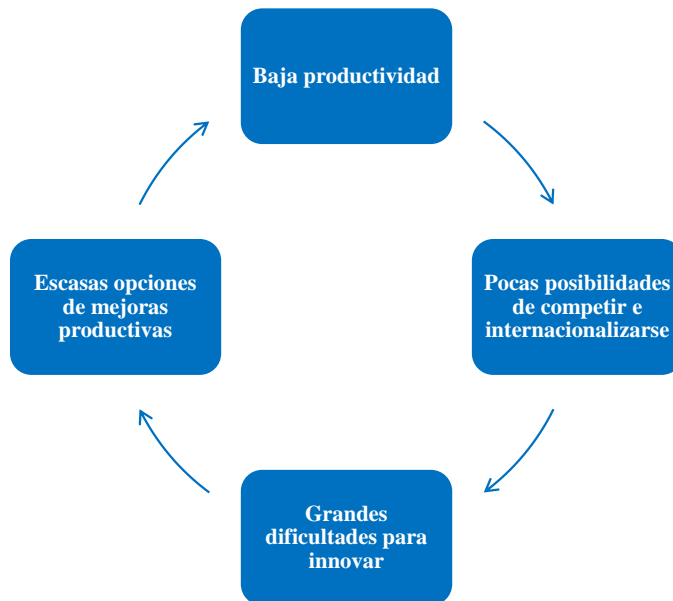 Baja productividad
Pocas posibilidades
de competir e
internacionalizarse
Grandes
dificultades para
innovar
Escasas opciones
de mejoras
productivas